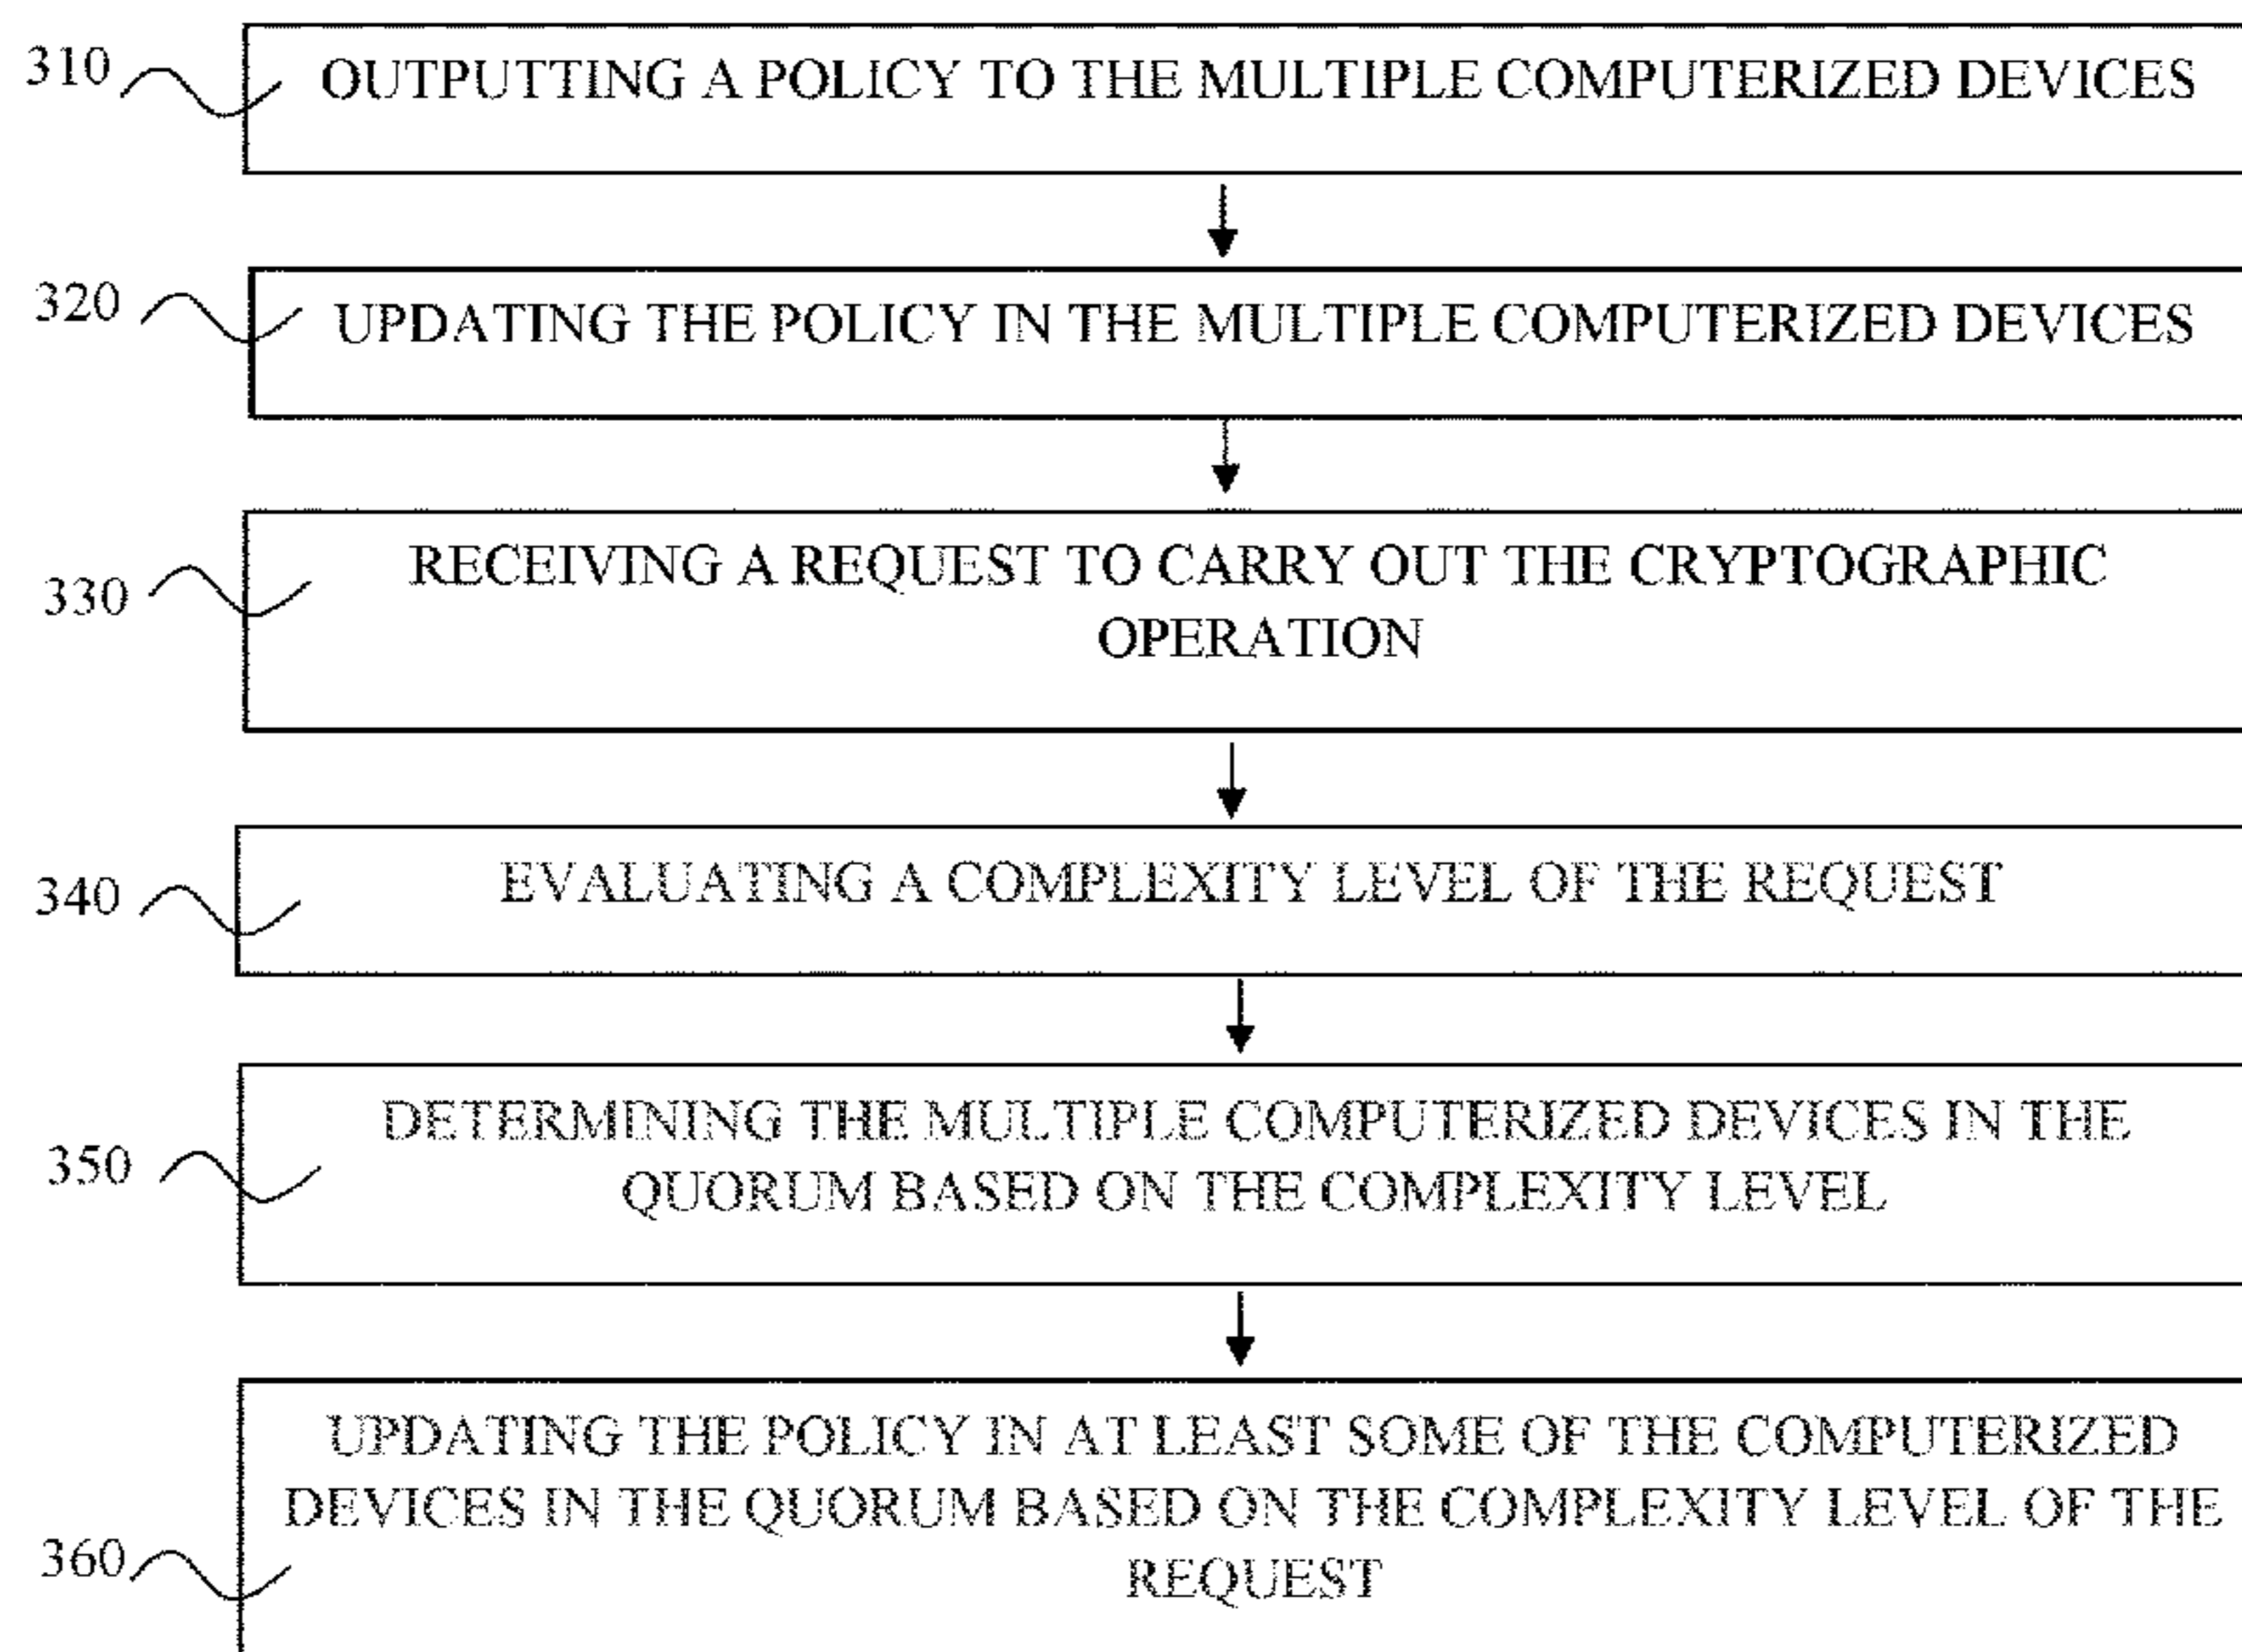 310
OUTPUTTING A POLICY TO THE MULTIPLE COMPUTERIZED DEVICES
320
UPDATING THE POLICY IN THE MULTIPLE COMPUTERIZED DEVICES
330
RECEIVING A REQUEST TO CARRY OUT THE CRYPTOGRAPHIC
OPERATION
340
EVALUATING A COMPLEXITY LEVEL OF THE REQUEST
350
DETERMINING THE MULTIPLE COMPUTERIZED DEVICES IN THE
QUORUM BASED ON THE COMPLEXITY LEVEL
360
UPDATING THE POLICY IN AT LEAST SOME OF THE COMPUTERIZED
DEVICES IN THE QUORUM BASED ON THE COMPLEXITY LEVEL OF THE
REQUEST